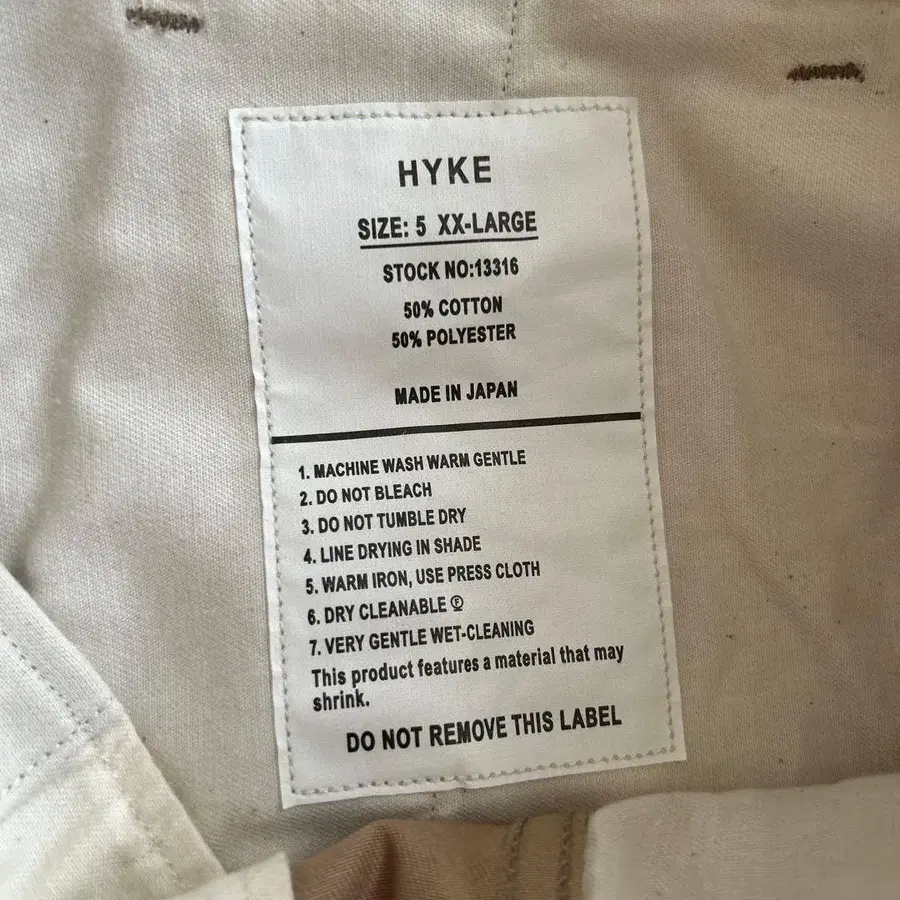 HYKE
SIZE: 5 XX-LARGE
STOCK NO:13316
50% COTTON
50% POLYESTER
MADE IN JAPAN
1. MACHINE WASH WARM GENTLE
2. DO NOT BLEACH
3. DO NOT TUMBLE DRY
4. LINE DRYING IN SHADE
5. WARM IRON, USE PRESS CLOTH
6. DRY CLEANABLE Ⓕ
7. VERY GENTLE WET-CLEANING
This product features a material that may
shrink.
DO NOT REMOVE THIS LABEL